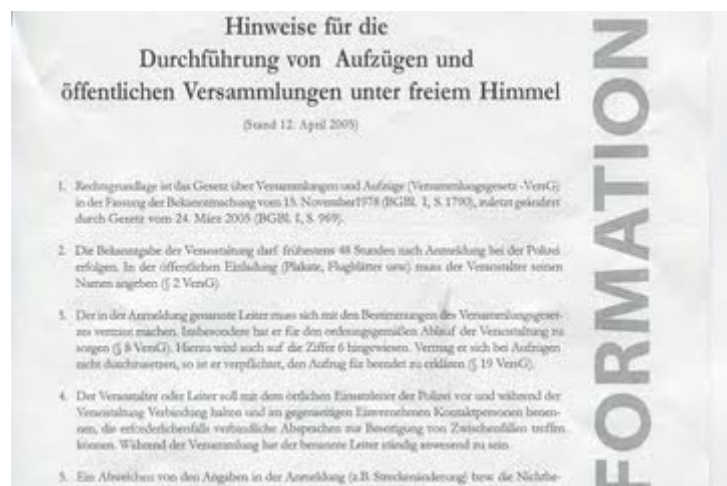 Hinweise für die
Durchführung von Aufzügen und
öffentlichen Versammlungen unter freiem Himmel
(Stand 12. April 2005)
1. Rechtsgrundlage ist das Gesetz über Versammlungen und Aufzüge (Versammlungsgesetz -VersG)
in der Fassung der Bekanntmachung vom 15. November1978 (BGBl. I, S. 1790), zuletzt geändert
durch Gesetz vom 24. März 2005 (BGBl. I, S. 969).
2. Die Bekanntgabe der Veranstaltung darf frühestens 48 Stunden nach Anmeldung bei der Polizei
erfolgen. In der öffentlichen Einladung (Plakate, Flugblätter usw) muss der Veranstalter seinen
Namen angeben (§ 2 VersG).
3. Der in der Anmeldung genannte Leiter muss sich mit den Bestimmungen des Versammlungsgeset-
zes vertraut machen. Insbesondere hat er für den ordnungsgemäßen Ablauf der Veranstaltung zu
sorgen (§ 8 VersG). Hierzu wird auch auf die Ziffer 6 hingewiesen. Vermag er sich bei Aufzügen
nicht durchzusetzen, so ist er verpflichtet, den Aufzug für beendet zu erklären (§ 19 VersG).
4. Der Veranstalter oder Leiter soll mit dem örtlichen Einsatzleiter der Polizei vor und während der
Veranstaltung Verbindung halten und im gegenseitigen Einvernehmen Kontaktpersonen benen-
nen, die erforderlichenfalls verbindliche Absprachen zur Beseitigung von Zwischenfällen treffen
können. Während der Versammlung hat der benannte Leiter ständig anwesend zu sein.
5. Ein Abweichen von den Angaben in der Anmeldung (z.B. Streckenänderung) bzw die Nichtbe-
FORMATION